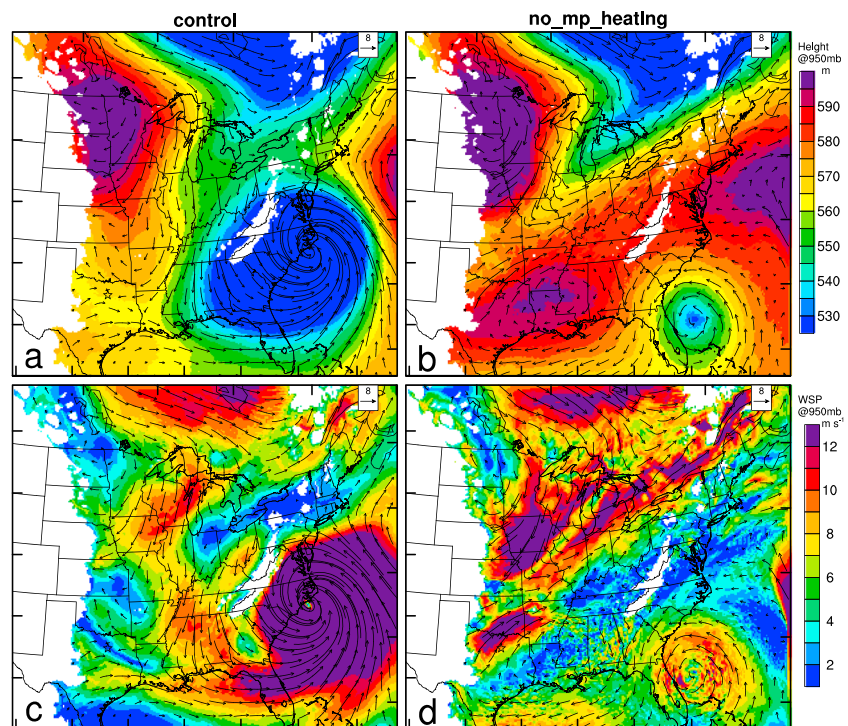 control
no_mp_heating
8
8
Height
@950mb
m
590
580
570
560
550
540
530
a
b
8
8
WSP
@950mb
m s⁻¹
12
10
8
6
4
2
c
d